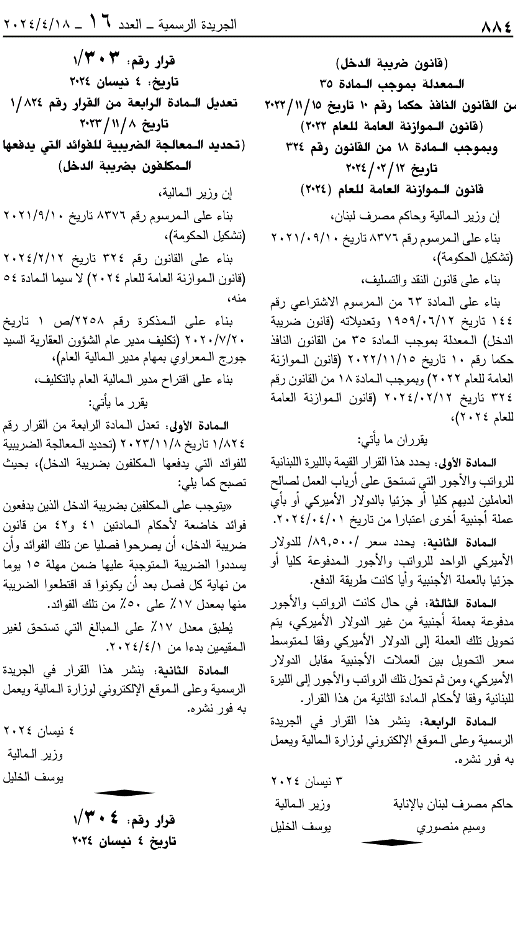 ٨٨٤
الجريدة الرسمية ــ العدد ١٦ ــ ٢٠٢٤/٤/١٨
(قانون ضريبة الدخل)
المعدلة بموجب المادة ٣٥
من القانون النافذ حكما رقم ١٠ تاريخ ٢٠٢٢/١١/١٥
(قانون الموازنة العامة للعام ٢٠٢٢)
وبموجب المادة ١٨ من القانون رقم ٣٢٤
تاريخ ٢٠٢٤/٠٢/١٢
قانون الموازنة العامة للعام (٢٠٢٤)
إن وزير المالية وحاكم مصرف لبنان،
بناء على المرسوم رقم ٨٣٧٦ تاريخ ٢٠٢١/٠٩/١٠
(تشكيل الحكومة)،
بناء على قانون النقد والتسليف،
بناء على المادة ٦٣ من المرسوم الاشتراعي رقم
١٤٤ تاريخ ١٩٥٩/٠٦/١٢ وتعديلاته (قانون ضريبة
الدخل) المعدلة بموجب المادة ٣٥ من القانون النافذ
حكما رقم ١٠ تاريخ ٢٠٢٢/١١/١٥ (قانون الموازنة
العامة للعام ٢٠٢٢) وبموجب المادة ١٨ من القانون رقم
٣٢٤ تاريخ ٢٠٢٤/٠٢/١٢ (قانون الموازنة العامة
للعام ٢٠٢٤)،
يقرران ما يأتي:
المادة الأولى: يحدد هذا القرار القيمة بالليرة اللبنانية
للرواتب والأجور التي تستحق على أرباب العمل لصالح
العاملين لديهم كليا أو جزئيا بالدولار الأميركي أو بأي
عملة أجنبية أخرى اعتبارا من تاريخ ٢٠٢٤/٠٤/٠١.
المادة الثانية: يحدد سعر /٨٩,٥٠٠/ للدولار
الأميركي الواحد للرواتب والأجور المدفوعة كليا أو
جزئيا بالعملة الأجنبية وأيا كانت طريقة الدفع.
المادة الثالثة: في حال كانت الرواتب والأجور
مدفوعة بعملة أجنبية من غير الدولار الأميركي، يتم
تحويل تلك العملة إلى الدولار الأميركي وفقا لمتوسط
سعر التحويل بين العملات الأجنبية مقابل الدولار
الأميركي، ومن ثم تحوّل تلك الرواتب والأجور إلى الليرة
للبنانية وفقا لأحكام المادة الثانية من هذا القرار.
المادة الرابعة: ينشر هذا القرار في الجريدة
الرسمية وعلى الموقع الإلكتروني لوزارة المالية ويعمل
به فور نشره.
٣ نيسان ٢٠٢٤
حاكم مصرف لبنان بالإنابة وزير المالية
وسيم منصوري يوسف الخليل
قرار رقم: ١/٣٠٣
تاريخ: ٤ نيسان ٢٠٢٤
تعديل المادة الرابعة من القرار رقم ١/٨٢٤
تاريخ ٢٠٢٣/١١/٨
(تحديد المعالجة الضريبية للفوائد التي يدفعها
المكلفون بضريبة الدخل)
إن وزير المالية،
بناء على المرسوم رقم ٨٣٧٦ تاريخ ٢٠٢١/٩/١٠
(تشكيل الحكومة)،
بناء على القانون رقم ٣٢٤ تاريخ ٢٠٢٤/٢/١٢
(قانون الموازنة العامة للعام ٢٠٢٤) لا سيما المادة ٥٤
منه،
بناء على المذكرة رقم ٢٢٥٨/ص ١ تاريخ
٢٠٢٠/٧/٢٠ (تكليف مدير عام الشؤون العقارية السيد
جورج المعراوي بمهام مدير المالية العام)،
بناء على اقتراح مدير المالية العام بالتكليف،
يقرر ما يأتي:
المادة الأولى: تعدل المادة الرابعة من القرار رقم
١/٨٢٤ تاريخ ٢٠٢٣/١١/٨ (تحديد المعالجة الضريبية
للفوائد التي يدفعها المكلفون بضريبة الدخل)، بحيث
تصبح كما يلي:
«يتوجب على المكلفين بضريبة الدخل الذين يدفعون
فوائد خاضعة لأحكام المادتين ٤١ و٤٢ من قانون
ضريبة الدخل، أن يصرحوا فصليا عن تلك الفوائد وأن
يسددوا الضريبة المتوجبة عليها ضمن مهلة ١٥ يوما
من نهاية كل فصل بعد أن يكونوا قد اقتطعوا الضريبة
منها بمعدل ١٧٪ على ٥٠٪ من تلك الفوائد.
يُطبق معدل ١٧٪ على المبالغ التي تستحق لغير
المقيمين بدءا من ٢٠٢٤/٤/١.
المادة الثانية: ينشر هذا القرار في الجريدة
الرسمية وعلى الموقع الإلكتروني لوزارة المالية ويعمل
به فور نشره.
٤ نيسان ٢٠٢٤
وزير المالية
يوسف الخليل
قرار رقم: ١/٣٠٤
تاريخ ٤ نيسان ٢٠٢٤